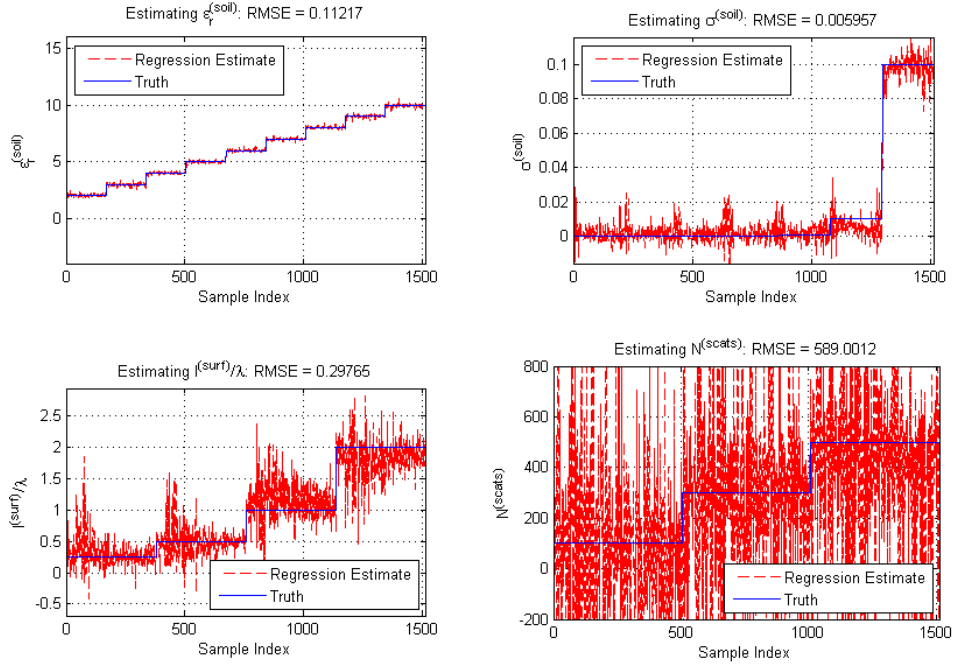 Estimating ε_r^(soil): RMSE = 0.11217
15
10
5
0
ε_r^(soil)
Regression Estimate
Truth
0 500 1000 1500
Sample Index
Estimating σ^(soil): RMSE = 0.005957
0.1
0.08
0.06
0.04
0.02
0
σ^(soil)
Regression Estimate
Truth
0 500 1000 1500
Sample Index
Estimating l^(surf)/λ: RMSE = 0.29765
2.5
2
1.5
1
0.5
0
-0.5
l^(surf)/λ
Regression Estimate
Truth
0 500 1000 1500
Sample Index
Estimating N^(scats): RMSE = 589.0012
800
600
400
200
0
-200
N^(scats)
Regression Estimate
Truth
0 500 1000 1500
Sample Index